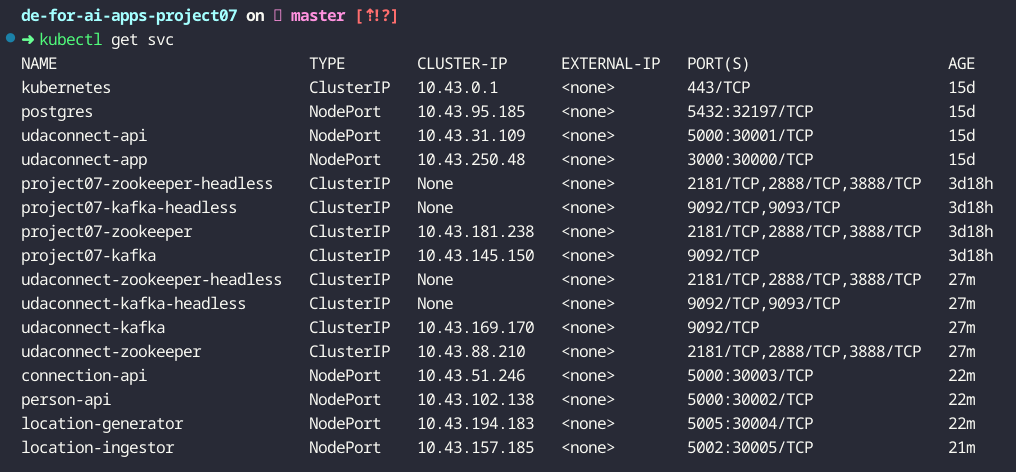 de-for-ai-apps-project07 on master [⇡!?]
➜ kubectl get svc
NAME TYPE CLUSTER-IP EXTERNAL-IP PORT(S) AGE
kubernetes ClusterIP 10.43.0.1 <none> 443/TCP 15d
postgres NodePort 10.43.95.185 <none> 5432:32197/TCP 15d
udaconnect-api NodePort 10.43.31.109 <none> 5000:30001/TCP 15d
udaconnect-app NodePort 10.43.250.48 <none> 3000:30000/TCP 15d
project07-zookeeper-headless ClusterIP None <none> 2181/TCP,2888/TCP,3888/TCP 3d18h
project07-kafka-headless ClusterIP None <none> 9092/TCP,9093/TCP 3d18h
project07-zookeeper ClusterIP 10.43.181.238 <none> 2181/TCP,2888/TCP,3888/TCP 3d18h
project07-kafka ClusterIP 10.43.145.150 <none> 9092/TCP 3d18h
udaconnect-zookeeper-headless ClusterIP None <none> 2181/TCP,2888/TCP,3888/TCP 27m
udaconnect-kafka-headless ClusterIP None <none> 9092/TCP,9093/TCP 27m
udaconnect-kafka ClusterIP 10.43.169.170 <none> 9092/TCP 27m
udaconnect-zookeeper ClusterIP 10.43.88.210 <none> 2181/TCP,2888/TCP,3888/TCP 27m
connection-api NodePort 10.43.51.246 <none> 5000:30003/TCP 22m
person-api NodePort 10.43.102.138 <none> 5000:30002/TCP 22m
location-generator NodePort 10.43.194.183 <none> 5005:30004/TCP 22m
location-ingestor NodePort 10.43.157.185 <none> 5002:30005/TCP 21m